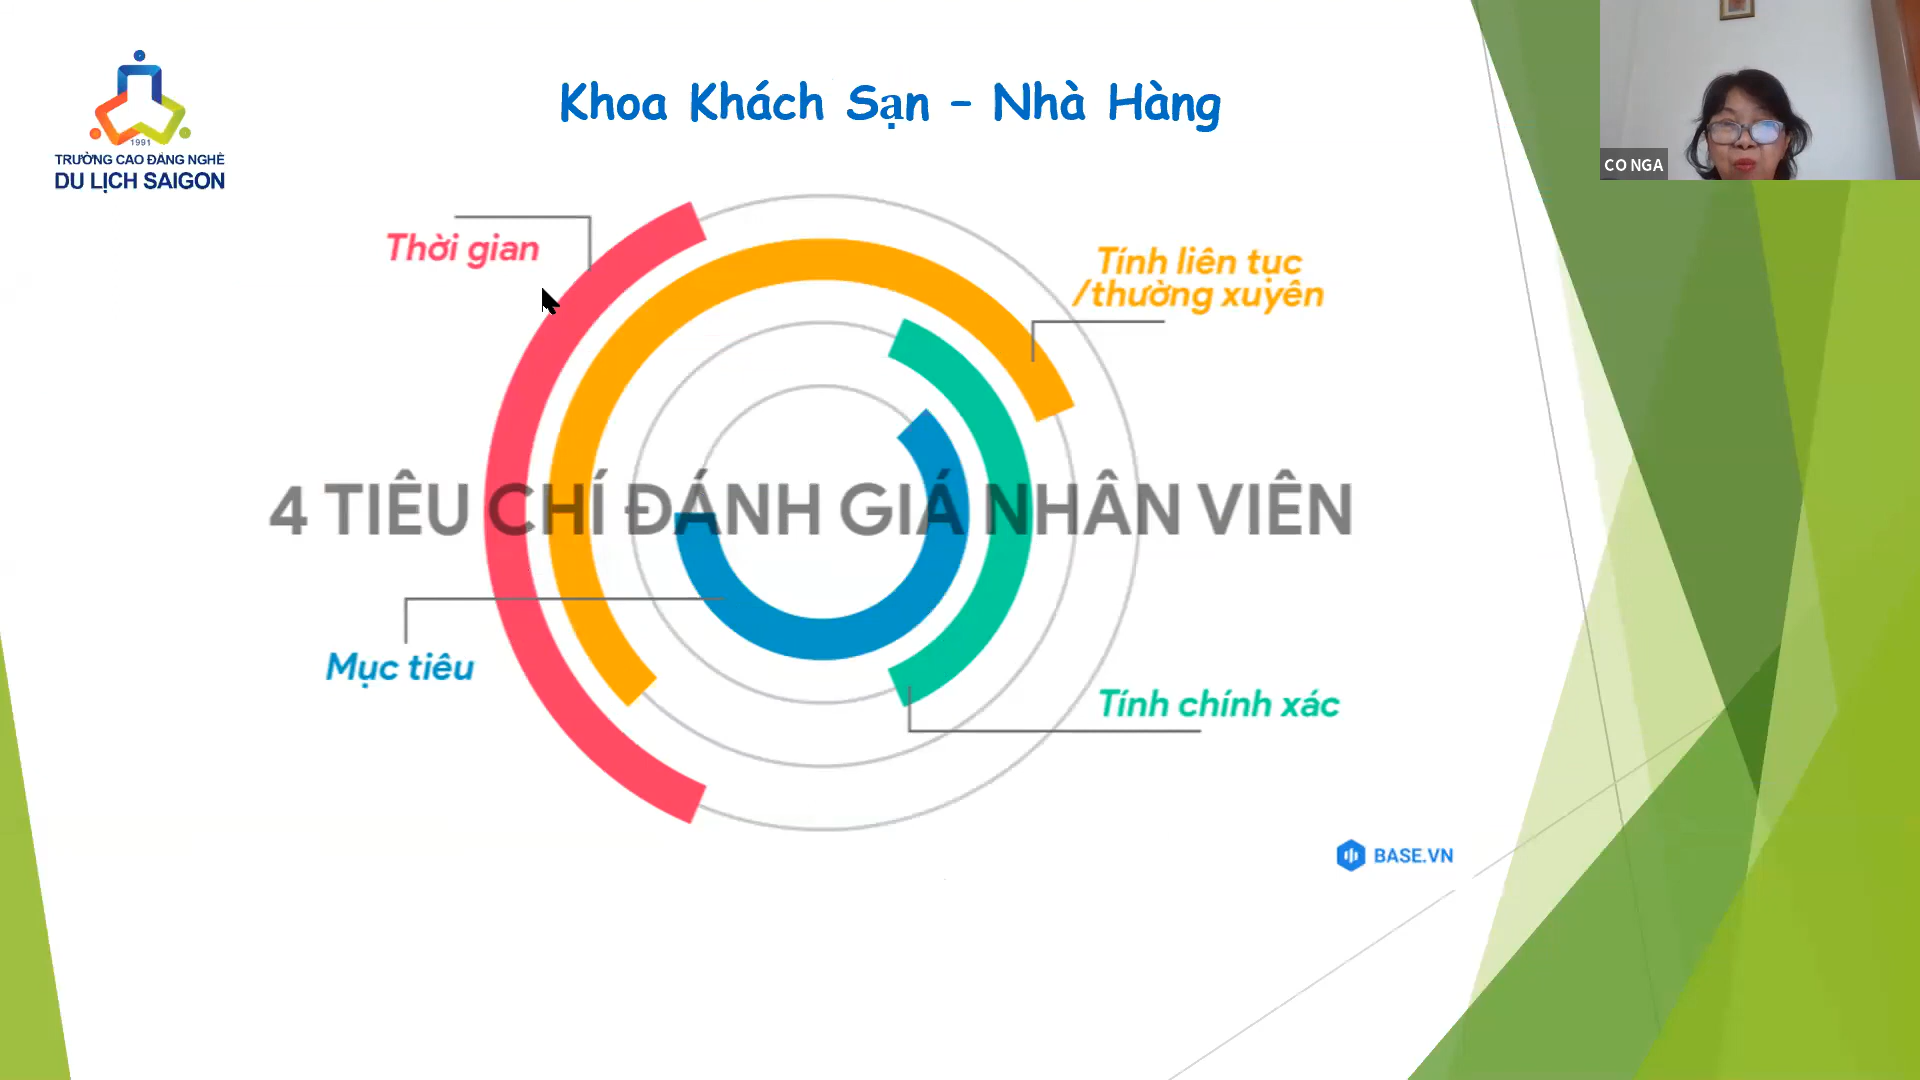 Khoa Khách Sạn – Nhà Hàng
1991
TRƯỜNG CAO ĐẲNG NGHỀ
DU LỊCH SAIGON
CO NGA
Thời gian
Tính liên tục
/thường xuyên
4 TIÊU CHÍ ĐÁNH GIÁ NHÂN VIÊN
Mục tiêu
Tính chính xác
BASE.VN